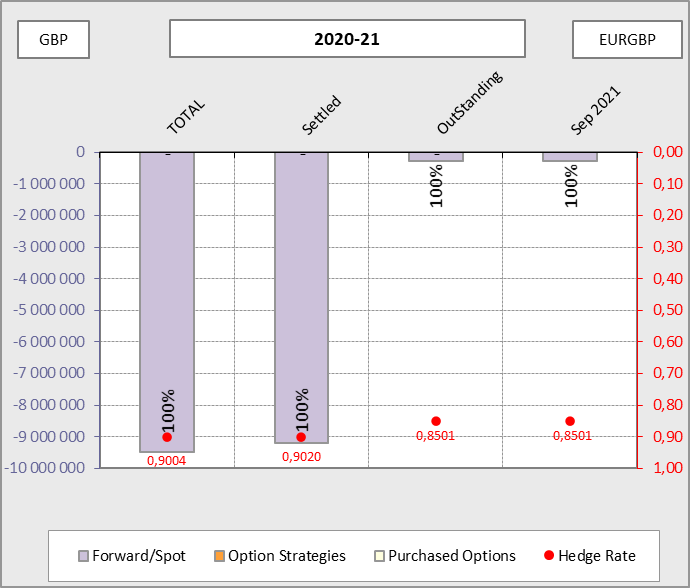 GBP 2020-21 EURGBP
TOTAL Settled OutStanding Sep 2021
0 - - - 0,00
-1 000 000 100% 100% 0,10
-2 000 000 0,20
-3 000 000 0,30
-4 000 000 0,40
-5 000 000 0,50
-6 000 000 0,60
-7 000 000 0,70
-8 000 000 100% 100% 0,80
-9 000 000 0,8501 0,8501 0,90
-10 000 000 0,9004 0,9020 1,00
Forward/Spot Option Strategies Purchased Options Hedge Rate